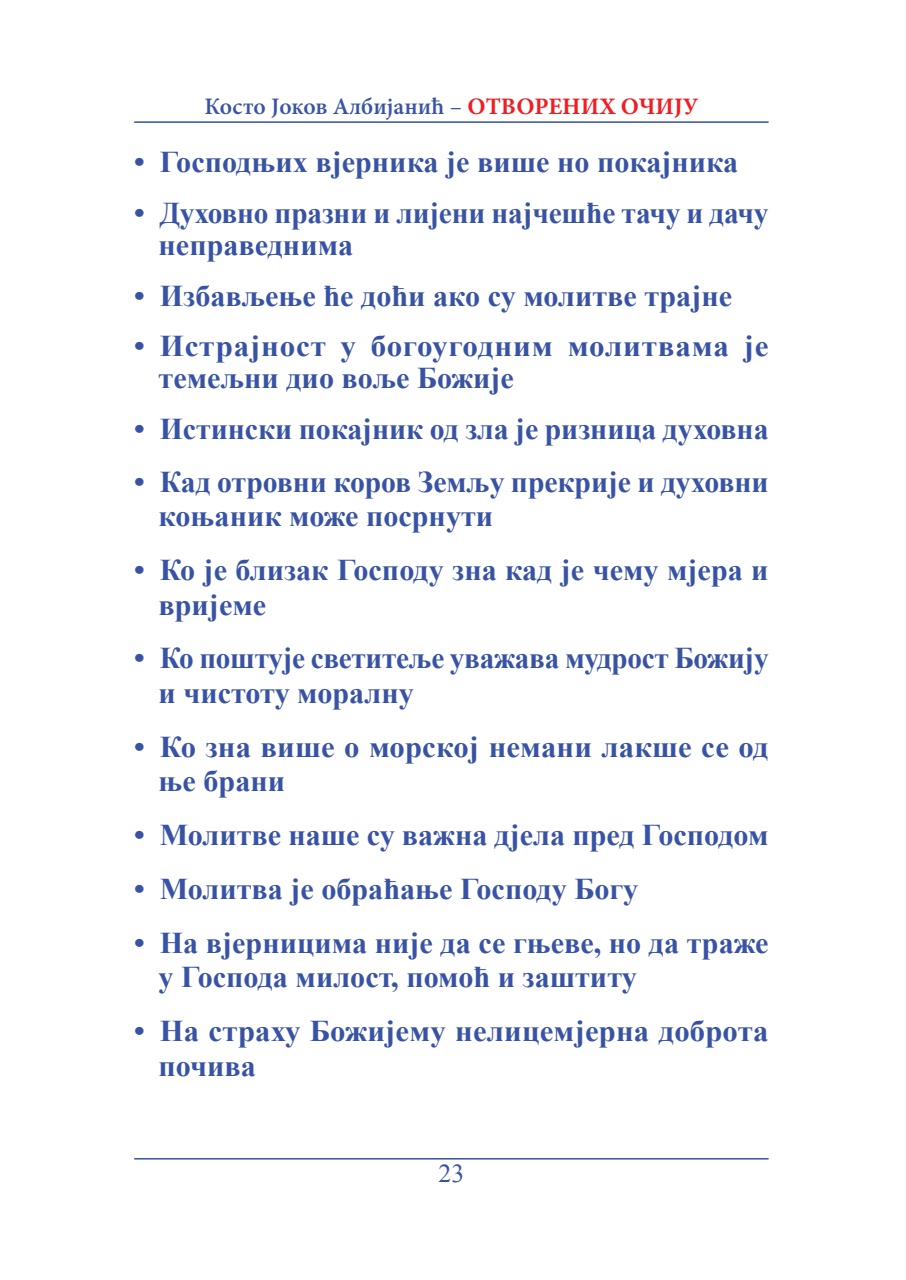 Косто Јоков Албијанић – ОТВОРЕНИХ ОЧИЈУ
• Господњих вјерника је више но покајника
• Духовно празни и лијени најчешће тачу и дачу
неправеднима
• Избављење ће доћи ако су молитве трајне
• Истрајност у богоугодним молитвама је
темељни дио воље Божије
• Истински покајник од зла је ризница духовна
• Кад отровни коров Земљу прекрије и духовни
коњаник може посрнути
• Ко је близак Господу зна кад је чему мјера и
вријеме
• Ко поштује светитеље уважава мудрост Божију
и чистоту моралну
• Ко зна више о морској немани лакше се од
ње брани
• Молитве наше су важна дјела пред Господом
• Молитва је обраћање Господу Богу
• На вјерницима није да се гњеве, но да траже
у Господа милост, помоћ и заштиту
• На страху Божијему нелицемјерна доброта
почива
23